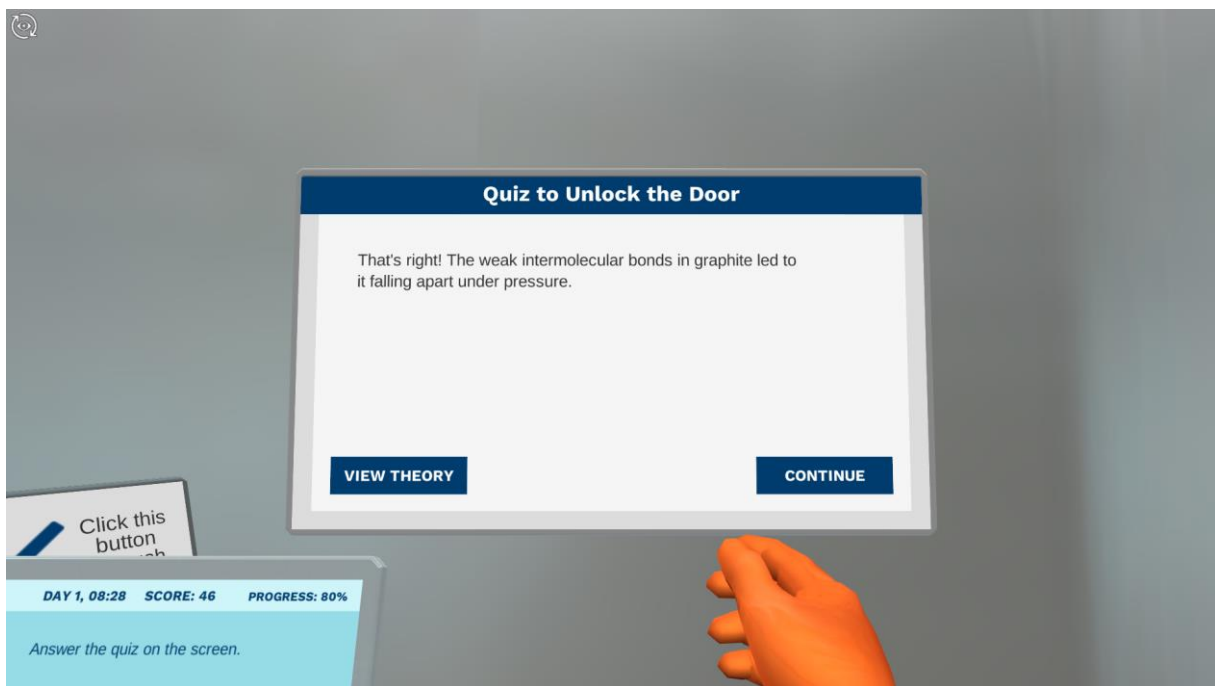 Quiz to Unlock the Door
That's right! The weak intermolecular bonds in graphite led to
it falling apart under pressure.
VIEW THEORY
CONTINUE
Click this
button
DAY 1, 08:28 SCORE: 46 PROGRESS: 80%
Answer the quiz on the screen.